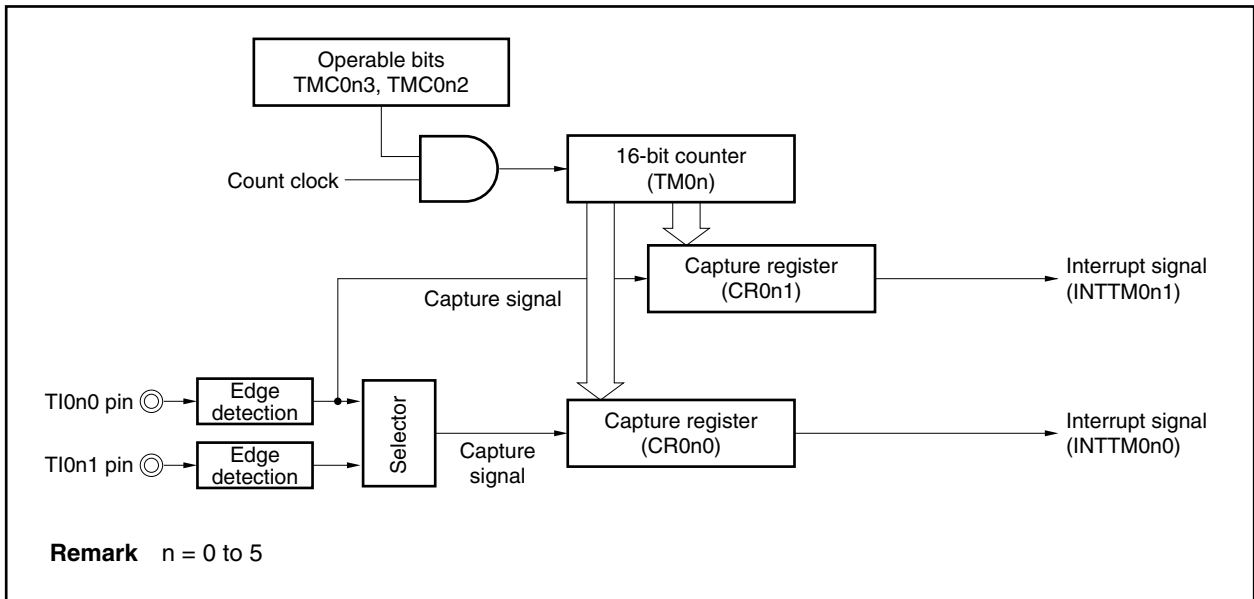 Operable bits
TMC0n3, TMC0n2
Count clock
16-bit counter
(TM0n)
Capture register
(CR0n1)
Interrupt signal
(INTTM0n1)
Capture signal
TI0n0 pin
Edge
detection
Selector
Capture register
(CR0n0)
Interrupt signal
(INTTM0n0)
TI0n1 pin
Edge
detection
Capture
signal
Remark n = 0 to 5